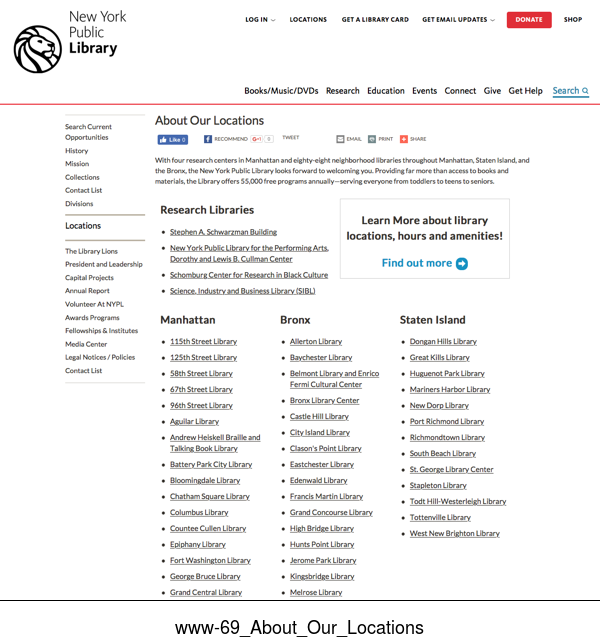 New York
Public
Library
LOG IN
LOCATIONS
GET A LIBRARY CARD
GET EMAIL UPDATES
DONATE
SHOP
Books/Music/DVDs
Research
Education
Events
Connect
Give
Get Help
Search
Search Current
Opportunities
History
Mission
Collections
Contact List
Divisions
Locations
The Library Lions
President and Leadership
Capital Projects
Annual Report
Volunteer At NYPL
Awards Programs
Fellowships & Institutes
Media Center
Legal Notices / Policies
Contact List
About Our Locations
Like 0
RECOMMEND
G+1 0
TWEET
EMAIL
PRINT
SHARE
With four research centers in Manhattan and eighty-eight neighborhood libraries throughout Manhattan, Staten Island, and
the Bronx, the New York Public Library looks forward to welcoming you. Providing far more than access to books and
materials, the Library offers 55,000 free programs annually—serving everyone from toddlers to teens to seniors.
Research Libraries
Stephen A. Schwarzman Building
New York Public Library for the Performing Arts,
Dorothy and Lewis B. Cullman Center
Schomburg Center for Research in Black Culture
Science, Industry and Business Library (SIBL)
Learn More about library
locations, hours and amenities!
Find out more
Manhattan
115th Street Library
125th Street Library
58th Street Library
67th Street Library
96th Street Library
Aguilar Library
Andrew Heiskell Braille and
Talking Book Library
Battery Park City Library
Bloomingdale Library
Chatham Square Library
Columbus Library
Countee Cullen Library
Epiphany Library
Fort Washington Library
George Bruce Library
Grand Central Library
Bronx
Allerton Library
Baychester Library
Belmont Library and Enrico
Fermi Cultural Center
Bronx Library Center
Castle Hill Library
City Island Library
Clason's Point Library
Eastchester Library
Edenwald Library
Francis Martin Library
Grand Concourse Library
High Bridge Library
Hunts Point Library
Jerome Park Library
Kingsbridge Library
Melrose Library
Staten Island
Dongan Hills Library
Great Kills Library
Huguenot Park Library
Mariners Harbor Library
New Dorp Library
Port Richmond Library
Richmondtown Library
South Beach Library
St. George Library Center
Stapleton Library
Todt Hill-Westerleigh Library
Tottenville Library
West New Brighton Library
www-69_About_Our_Locations